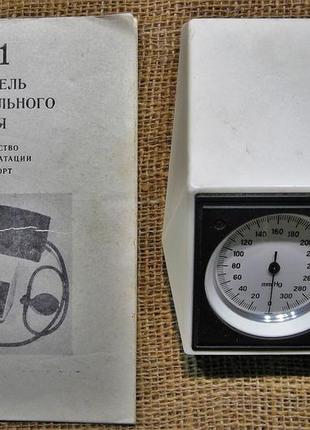 1
ЕЛЬ
ЛЬНОГО
Я
СТВО
АТАЦИИ
ОРТ
140 160 180
120 200
100
80
60
40 280
20 0 300
mmHg